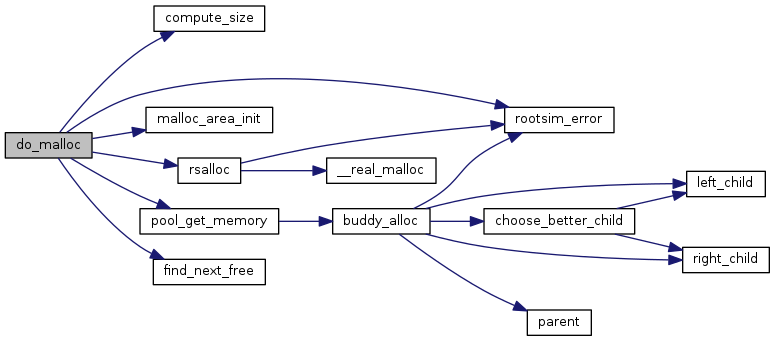 compute_size
rootsim_error
malloc_area_init
do_malloc
rsalloc
__real_malloc
left_child
pool_get_memory
buddy_alloc
choose_better_child
right_child
find_next_free
parent